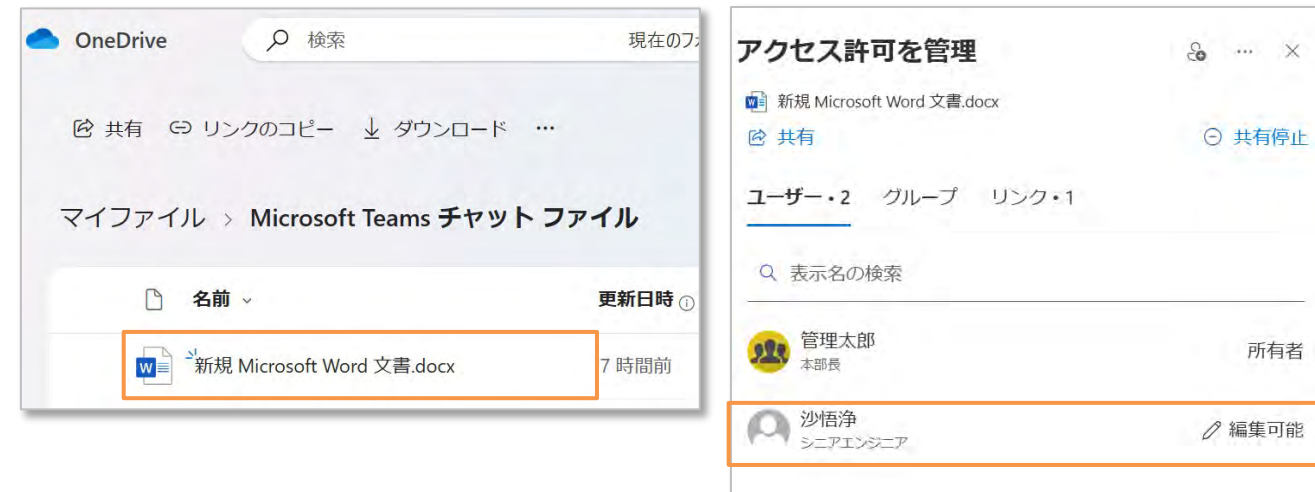 OneDrive
検索
現在のフ
共有 リンクのコピー ダウンロード ...
マイファイル > Microsoft Teams チャット ファイル
名前
更新日時
W 新規 Microsoft Word 文書.docx
7 時間前
アクセス許可を管理
...
W 新規 Microsoft Word 文書.docx
共有
共有停止
ユーザー・2 グループ リンク・1
表示名の検索
管理太郎
本部長
所有者
沙悟浄
シニアエンジニア
編集可能